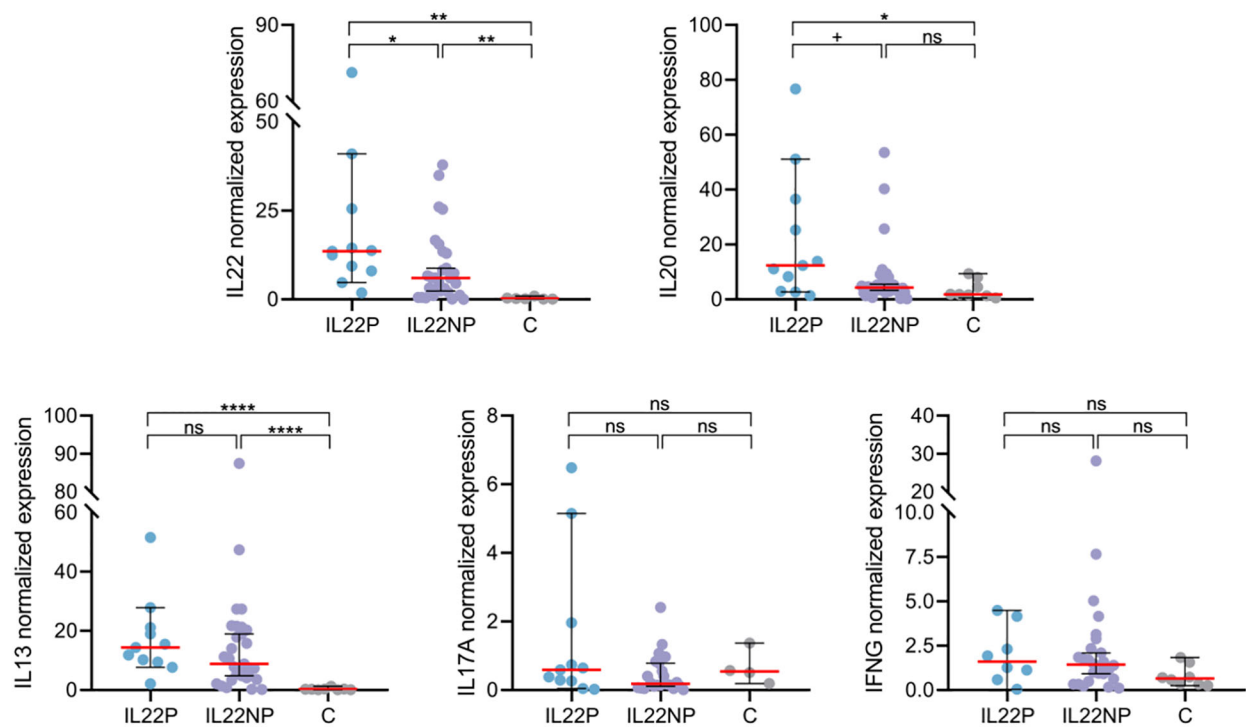 IL22 normalized expression
90
60
50
25
0
**
*
**
IL22P
IL22NP
C
IL20 normalized expression
100
80
60
40
20
0
*
+
ns
IL22P
IL22NP
C
IL13 normalized expression
100
90
80
60
40
20
0
****
ns
****
IL22P
IL22NP
C
IL17A normalized expression
8
6
4
2
0
ns
ns
ns
IL22P
IL22NP
C
IFNG normalized expression
40
30
20
10.0
7.5
5.0
2.5
0.0
ns
ns
ns
IL22P
IL22NP
C